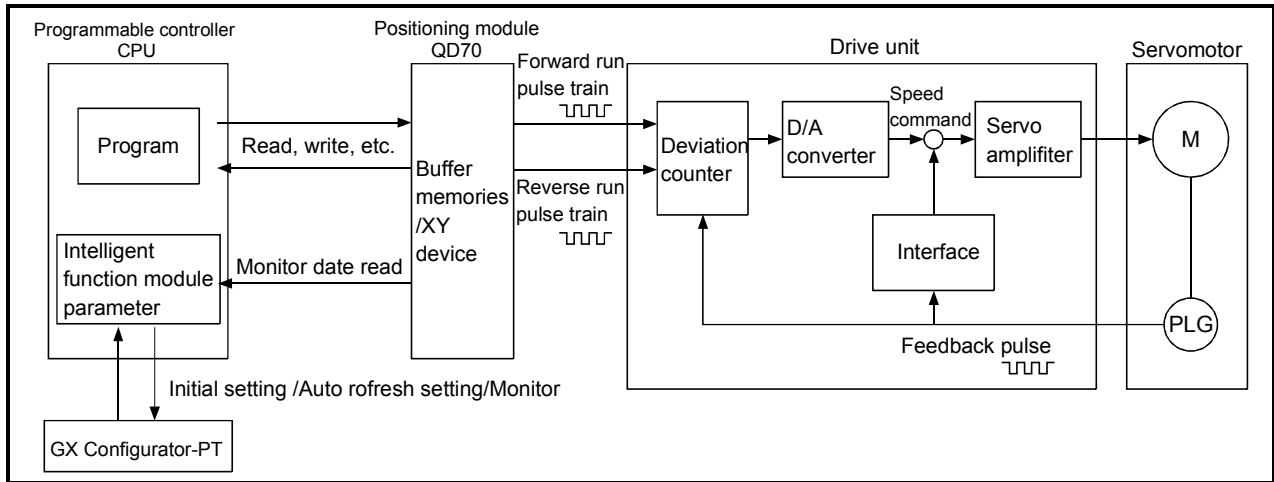 Programmable controller
CPU
Positioning module
QD70
Forward run
pulse train
Drive unit
Servomotor
Program
Read, write, etc.
Buffer
memories
/XY
device
Reverse run
pulse train
Deviation
counter
D/A
converter
Speed
command
Servo
amplifiter
M
Interface
Intelligent
function module
parameter
Monitor date read
PLG
Feedback pulse
Initial setting /Auto rofresh setting/Monitor
GX Configurator-PT